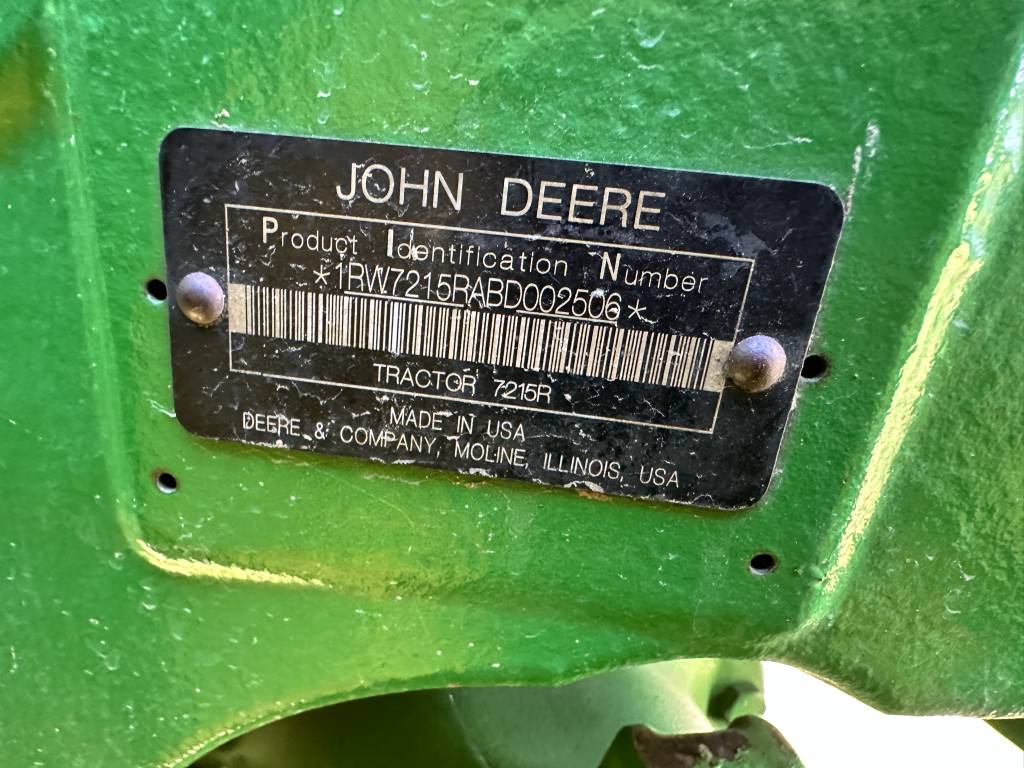 JOHN DEERE
Product Identification Number
*1RW7215RABD002506*
TRACTOR 7215R
MADE IN USA
DEERE & COMPANY, MOLINE, ILLINOIS, USA